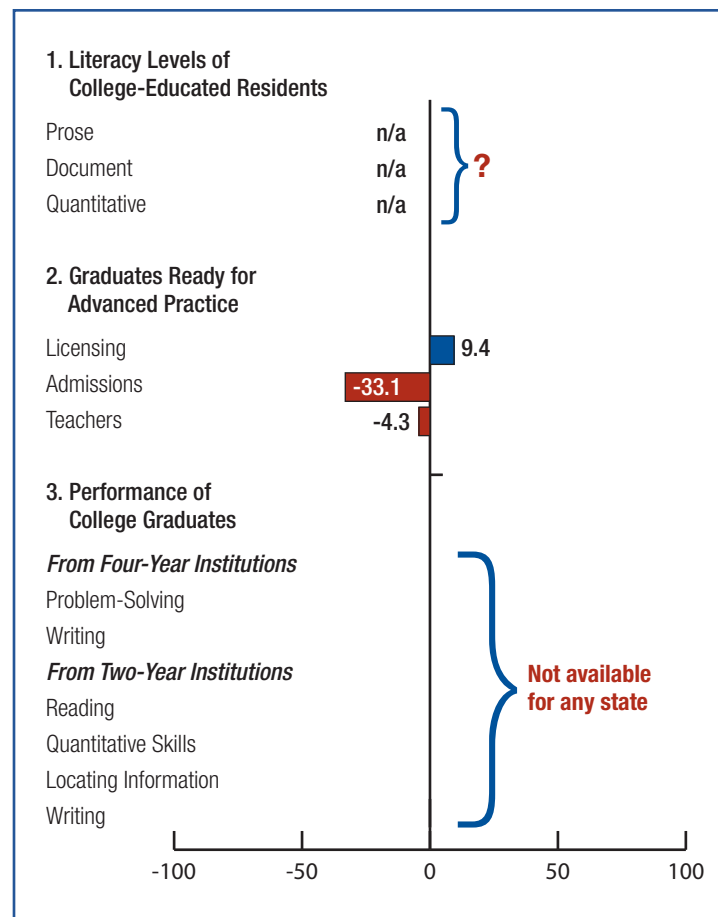 1. Literacy Levels of
College-Educated Residents
Prose n/a
Document n/a
Quantitative n/a
?
2. Graduates Ready for
Advanced Practice
Licensing 9.4
Admissions -33.1
Teachers -4.3
3. Performance of
College Graduates
From Four-Year Institutions
Problem-Solving
Writing
From Two-Year Institutions
Reading
Quantitative Skills
Locating Information
Writing
Not available
for any state
-100 -50 0 50 100